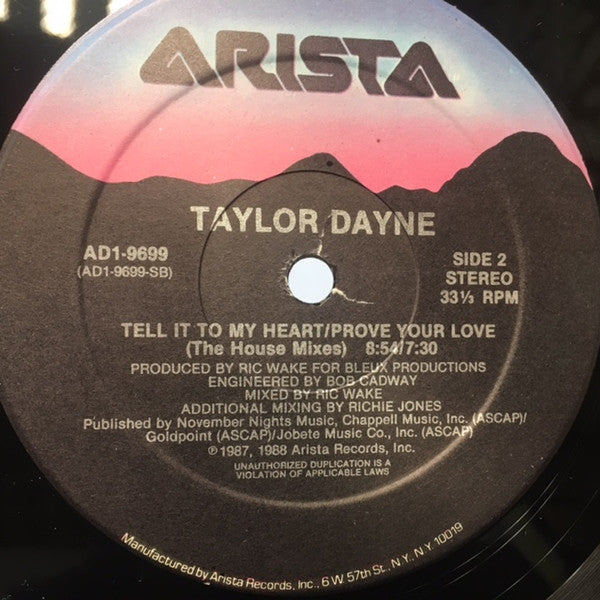 ARISTA
TAYLOR DAYNE
AD1-9699
(AD1-9699-SB)
SIDE 2
STEREO
33⅓ RPM
TELL IT TO MY HEART/PROVE YOUR LOVE
(The House Mixes) 8:54/7:30
PRODUCED BY RIC WAKE FOR BLEUX PRODUCTIONS
ENGINEERED BY BOB CADWAY
MIXED BY RIC WAKE
ADDITIONAL MIXING BY RICHIE JONES
Published by November Nights Music, Chappell Music, Inc. (ASCAP)/
Goldpoint (ASCAP)/Jobete Music Co., Inc. (ASCAP)
℗1987, 1988 Arista Records, Inc.
UNAUTHORIZED DUPLICATION IS A
VIOLATION OF APPLICABLE LAWS
Manufactured by Arista Records, Inc., 6 W. 57th St., N.Y., N.Y. 10019